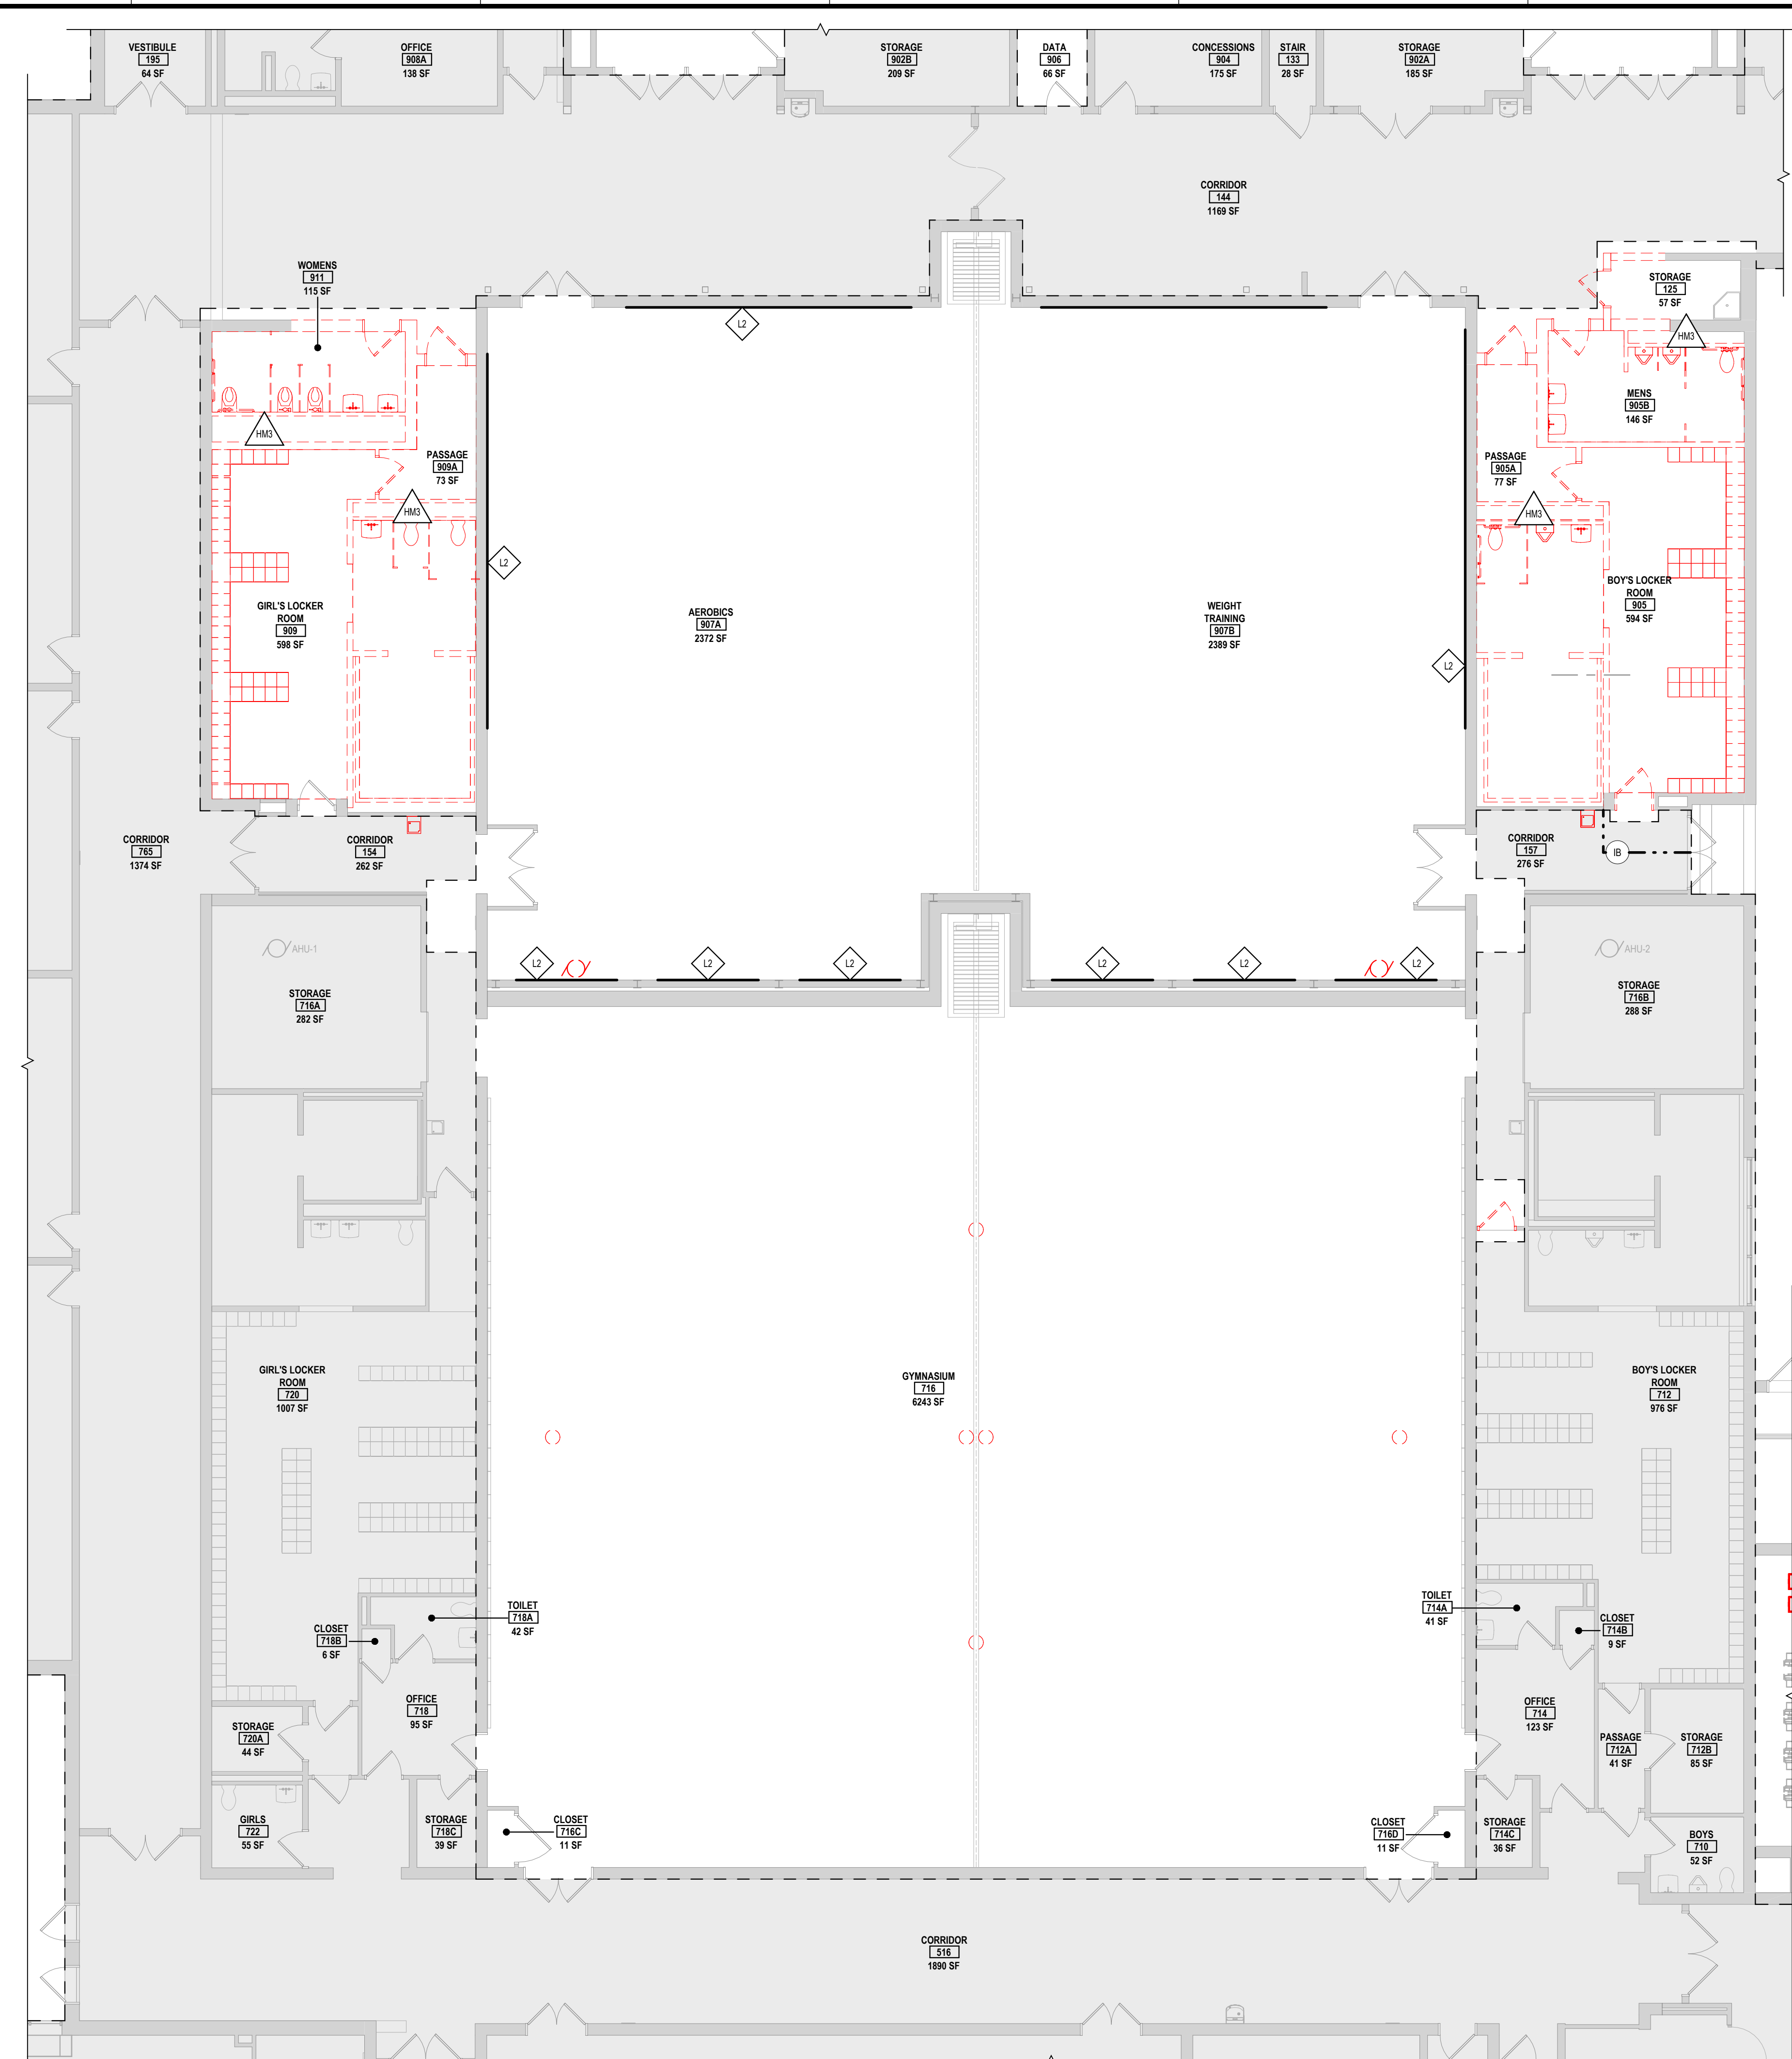 VESTIBULE
195
64 SF
OFFICE
908A
138 SF
STORAGE
902B
209 SF
DATA
906
66 SF
CONCESSIONS
904
175 SF
STAIR
133
28 SF
STORAGE
902A
185 SF
CORRIDOR
144
1169 SF
WOMENS
911
115 SF
STORAGE
125
57 SF
L2
HM3
MENS
905B
146 SF
HM3
PASSAGE
909A
73 SF
PASSAGE
905A
77 SF
HM3
HM3
L2
GIRL'S LOCKER
ROOM
909
598 SF
AEROBICS
907A
2372 SF
WEIGHT
TRAINING
907B
2389 SF
BOY'S LOCKER
ROOM
905
594 SF
L2
CORRIDOR
765
1374 SF
CORRIDOR
154
262 SF
CORRIDOR
157
276 SF
IB
AHU-1
AHU-2
L2
L2
L2
L2
L2
L2
STORAGE
716A
282 SF
STORAGE
716B
288 SF
GIRL'S LOCKER
ROOM
720
1007 SF
GYMNASIUM
716
6243 SF
BOY'S LOCKER
ROOM
712
976 SF
TOILET
718A
42 SF
TOILET
714A
41 SF
CLOSET
718B
6 SF
CLOSET
714B
9 SF
OFFICE
718
95 SF
OFFICE
714
123 SF
STORAGE
720A
44 SF
PASSAGE
712A
41 SF
STORAGE
712B
85 SF
GIRLS
722
55 SF
STORAGE
718C
39 SF
CLOSET
716C
11 SF
CLOSET
716D
11 SF
STORAGE
714C
36 SF
BOYS
710
52 SF
CORRIDOR
516
1890 SF